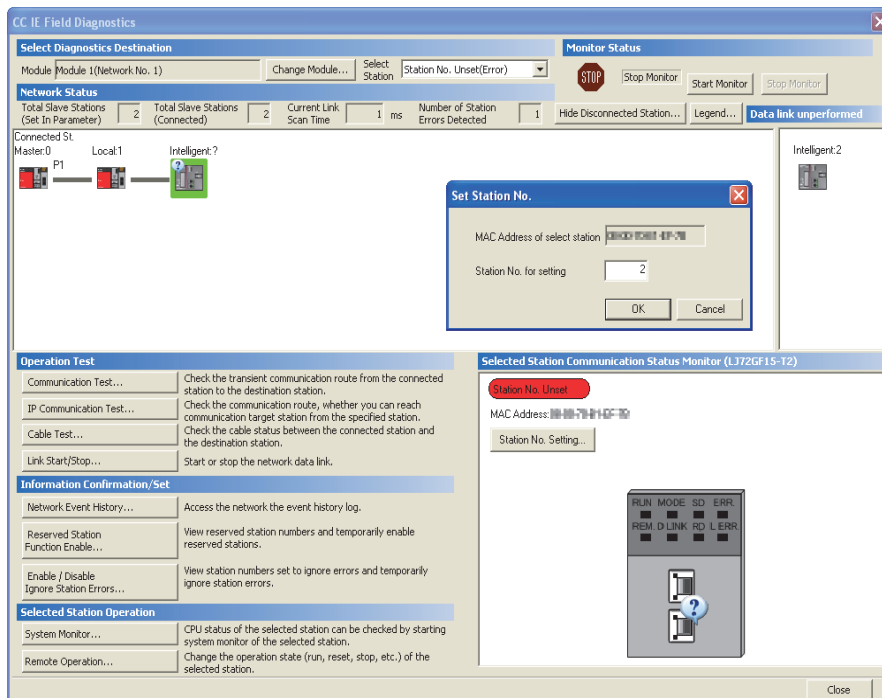 CC IE Field Diagnostics
Select Diagnostics Destination
Monitor Status
Module Module 1(Network No. 1)
Change Module...
Select
Station
Station No. Unset(Error)
STOP
Stop Monitor
Start Monitor
Stop Monitor
Network Status
Total Slave Stations
(Set In Parameter)
2
Total Slave Stations
(Connected)
2
Current Link
Scan Time
1 ms
Number of Station
Errors Detected
1
Hide Disconnected Station...
Legend...
Data link unperformed
Connected St.
Master:0
Local:1
Intelligent:?
P1
Intelligent:2
Set Station No.
MAC Address of select station
Station No. for setting
2
OK
Cancel
Operation Test
Communication Test...
Check the transient communication route from the connected
station to the destination station.
IP Communication Test...
Check the communication route, whether you can reach
communication target station from the specified station.
Cable Test...
Check the cable status between the connected station and
the destination station.
Link Start/Stop...
Start or stop the network data link.
Information Confirmation/Set
Network Event History...
Access the network the event history log.
Reserved Station
Function Enable...
View reserved station numbers and temporarily enable
reserved stations.
Enable / Disable
Ignore Station Errors...
View station numbers set to ignore errors and temporarily
ignore station errors.
Selected Station Operation
System Monitor...
CPU status of the selected station can be checked by starting
system monitor of the selected station.
Remote Operation...
Change the operation state (run, reset, stop, etc.) of the
selected station.
Selected Station Communication Status Monitor (LJ72GF15-T2)
Station No. Unset
MAC Address:
Station No. Setting...
RUN MODE SD ERR.
REM. D LINK RD L ERR.
?
Close